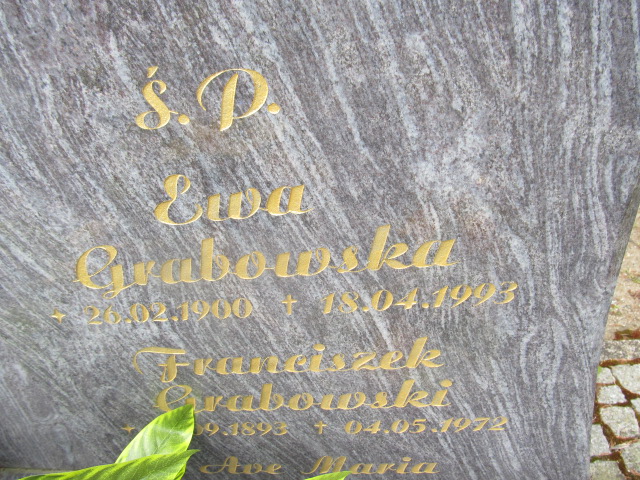 ś. P.
Ewa
Grabowska
26.02.1900 † 18.04.1993
Franciszek
Grabowski
.09.1893 † 04.05.1972
Ave Maria